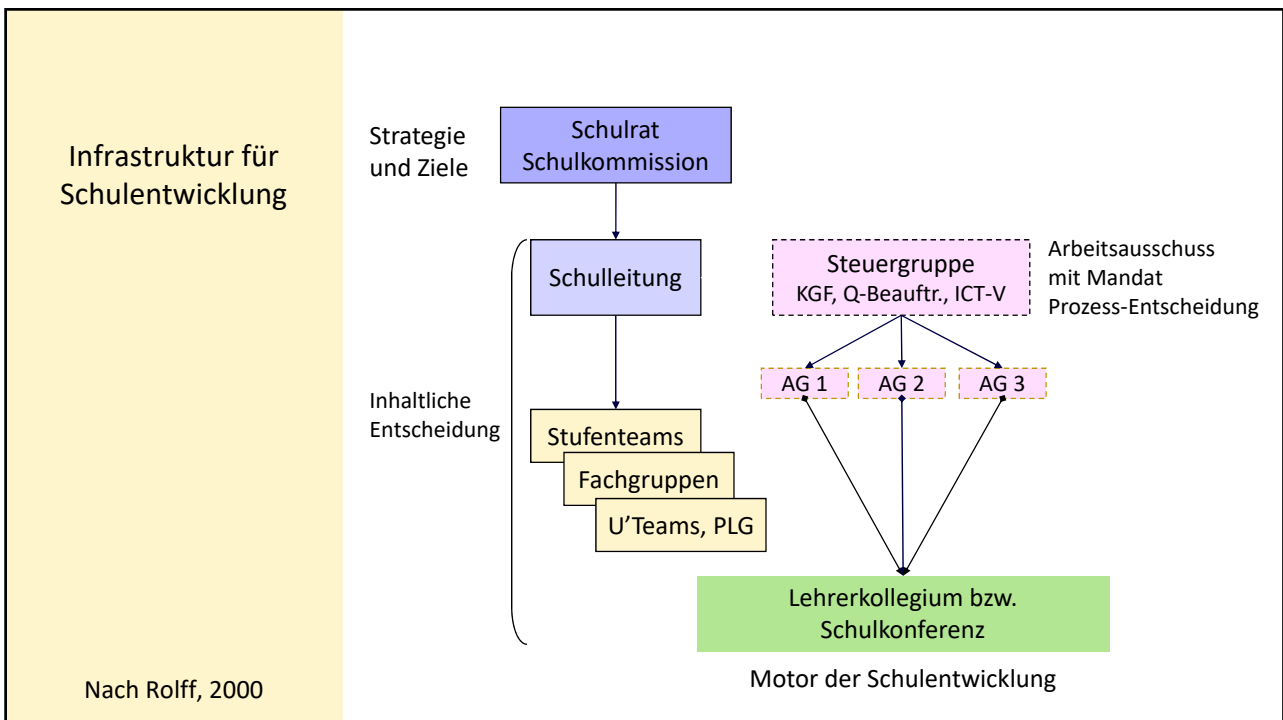 Infrastruktur für
Schulentwicklung
Nach Rolff, 2000
Strategie
und Ziele
Schulrat
Schulkommission
Schulleitung
Steuergruppe
KGF, Q-Beauftr., ICT-V
Arbeitsausschuss
mit Mandat
Prozess-Entscheidung
AG 1
AG 2
AG 3
Inhaltliche
Entscheidung
Stufenteams
Fachgruppen
U’Teams, PLG
Lehrerkollegium bzw.
Schulkonferenz
Motor der Schulentwicklung